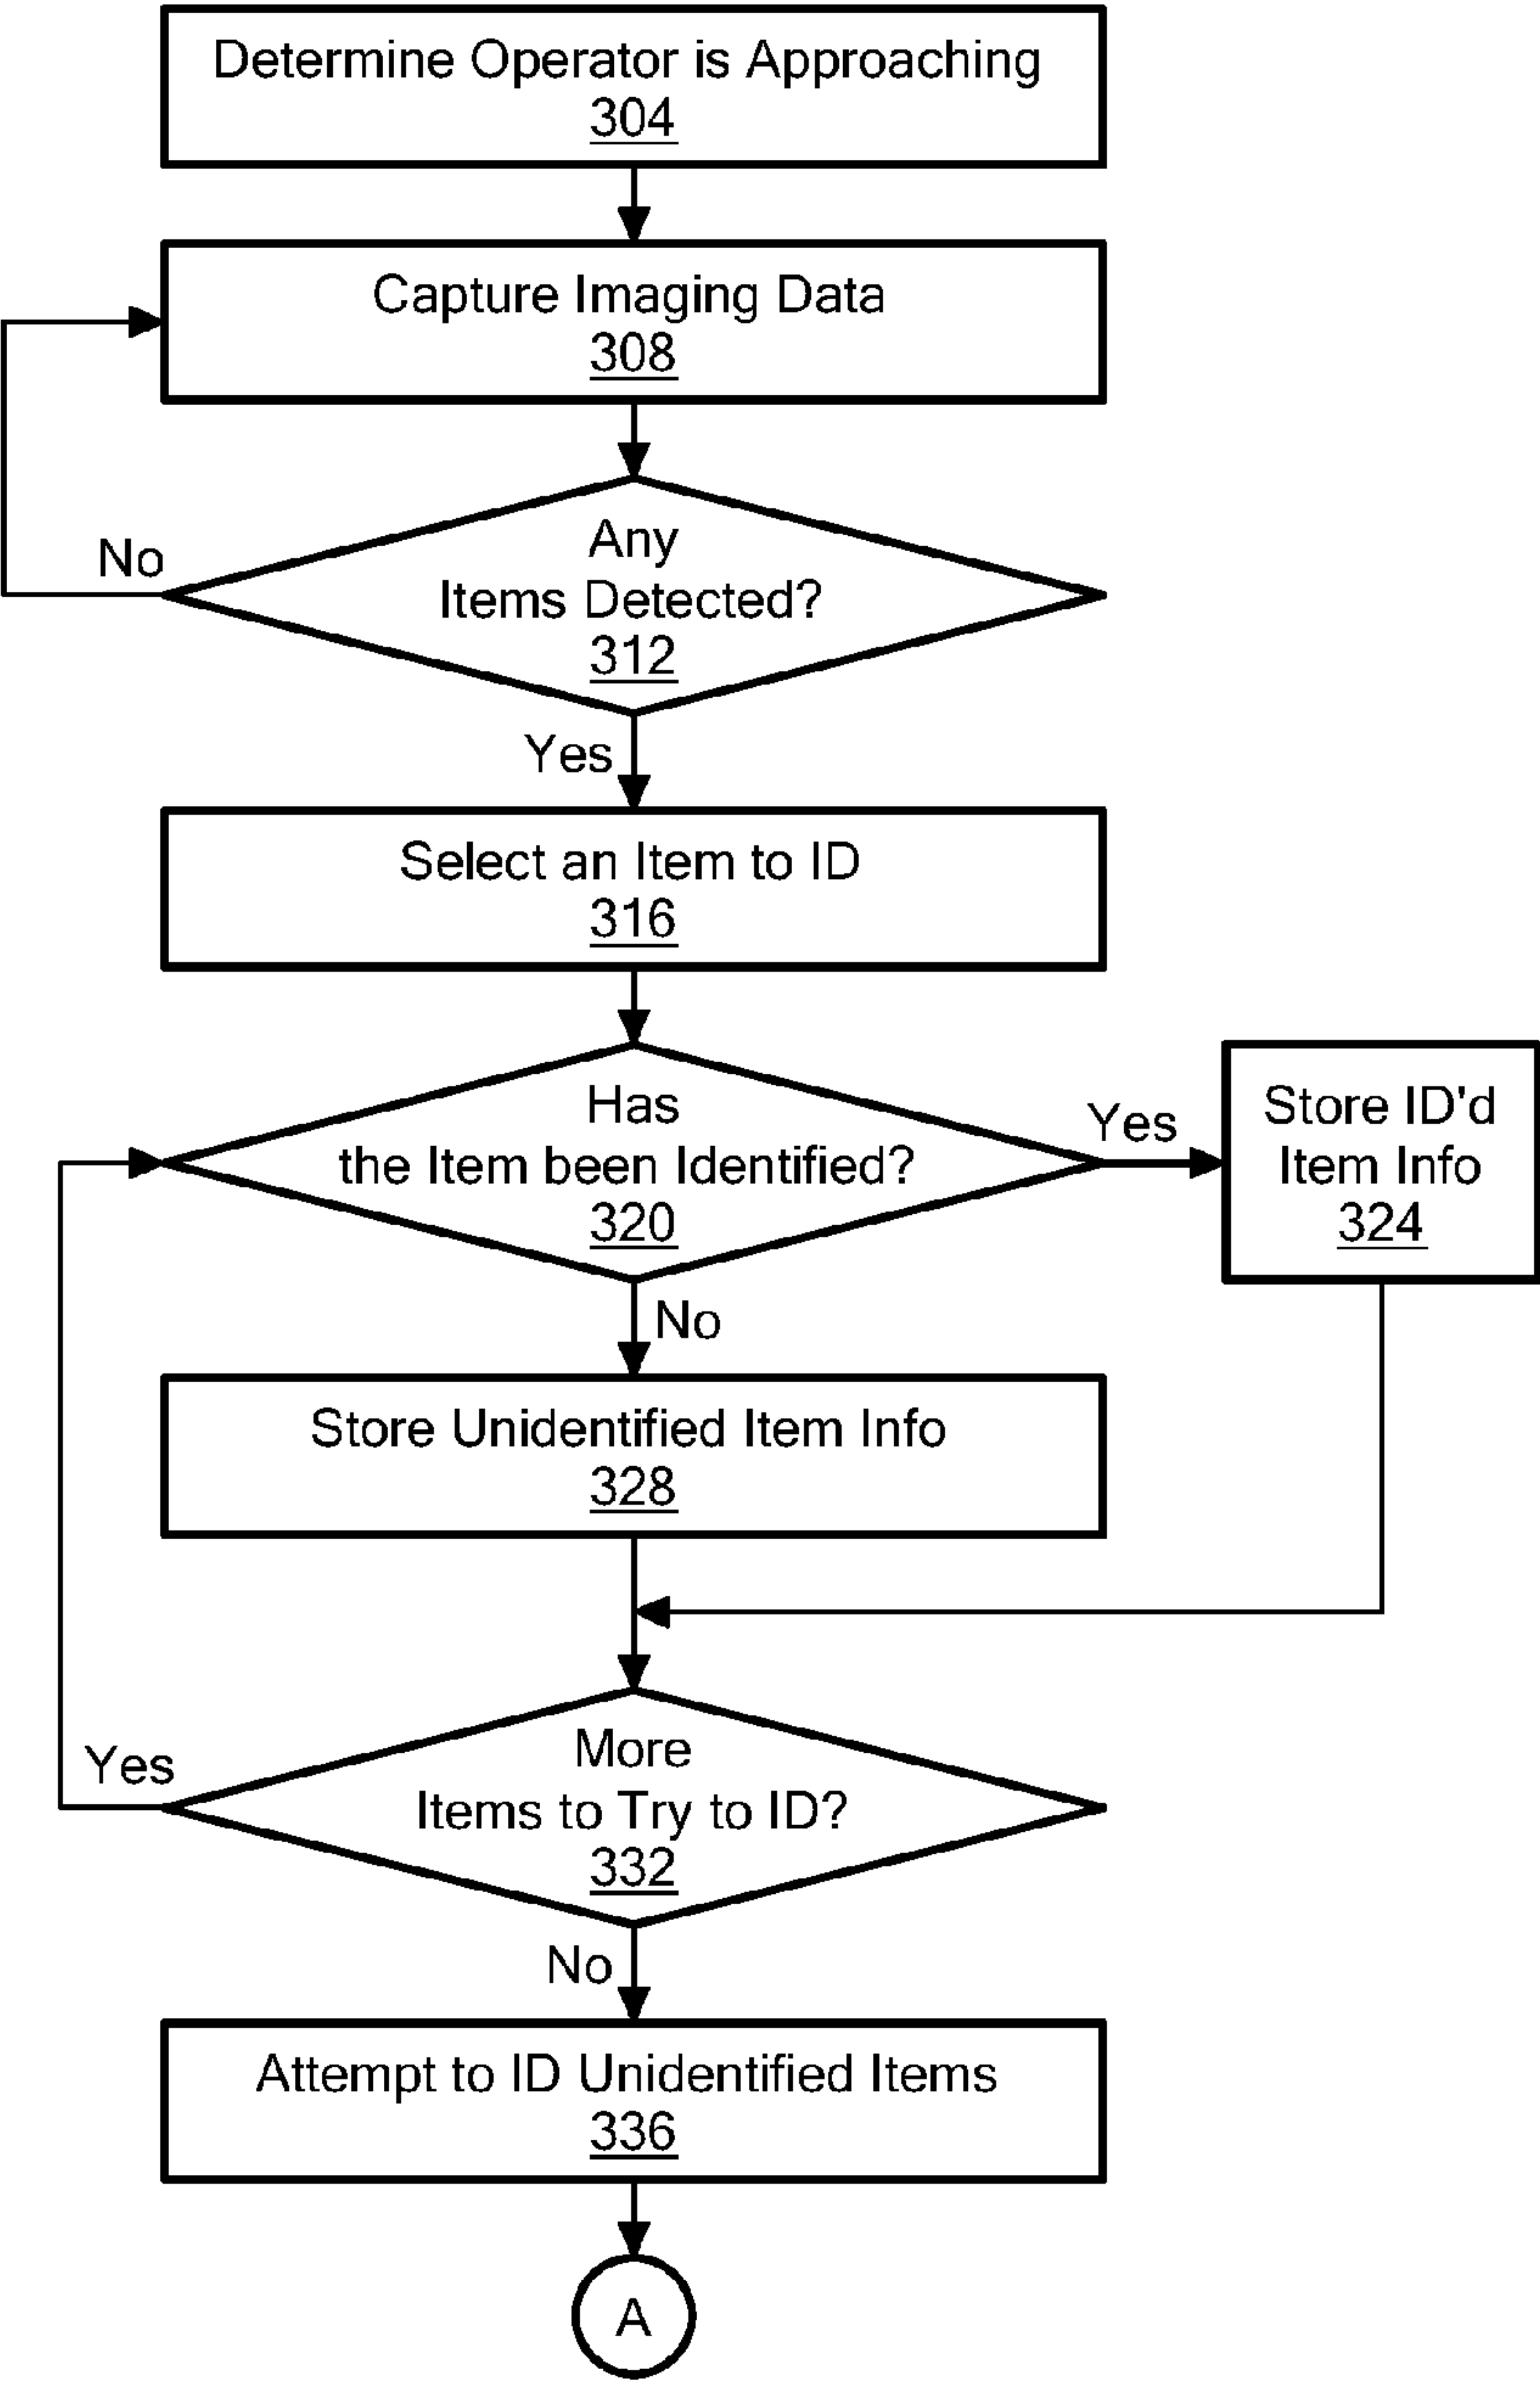 Determine Operator is Approaching
304
Capture Imaging Data
308
Any
Items Detected?
312
No
Yes
Select an Item to ID
316
Has
the Item been Identified?
320
Yes
Store ID'd
Item Info
324
No
Store Unidentified Item Info
328
More
Items to Try to ID?
332
Yes
No
Attempt to ID Unidentified Items
336
A